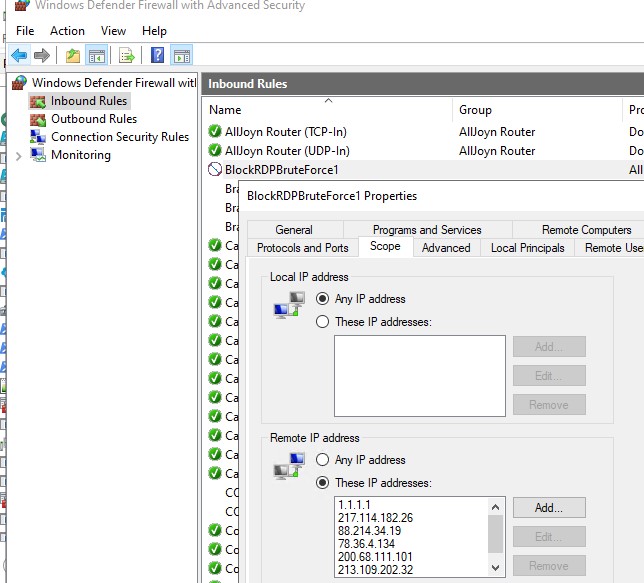 Windows Defender Firewall with Advanced Security
File Action View Help
Windows Defender Firewall witl
Inbound Rules
Outbound Rules
Connection Security Rules
Monitoring
Inbound Rules
Name Group
AllJoyn Router (TCP-In) AllJoyn Router Do
AllJoyn Router (UDP-In) AllJoyn Router Do
BlockRDPBruteForce1 All
Bra
Bra
Bra
Ca
Ca
Ca
Ca
Ca
Ca
Ca
Ca
Ca
Ca
Ca
Ca
Ca
CC
CC
Co
Co
BlockRDPBruteForce1 Properties
General Programs and Services Remote Computers
Protocols and Ports Scope Advanced Local Principals Remote User
Local IP address
Any IP address
These IP addresses:
Add...
Edit...
Remove
Remote IP address
Any IP address
These IP addresses:
1.1.1.1
217.114.182.26
88.214.34.19
78.36.4.134
200.68.111.101
213.109.202.32
Add...
Edit...
Remove